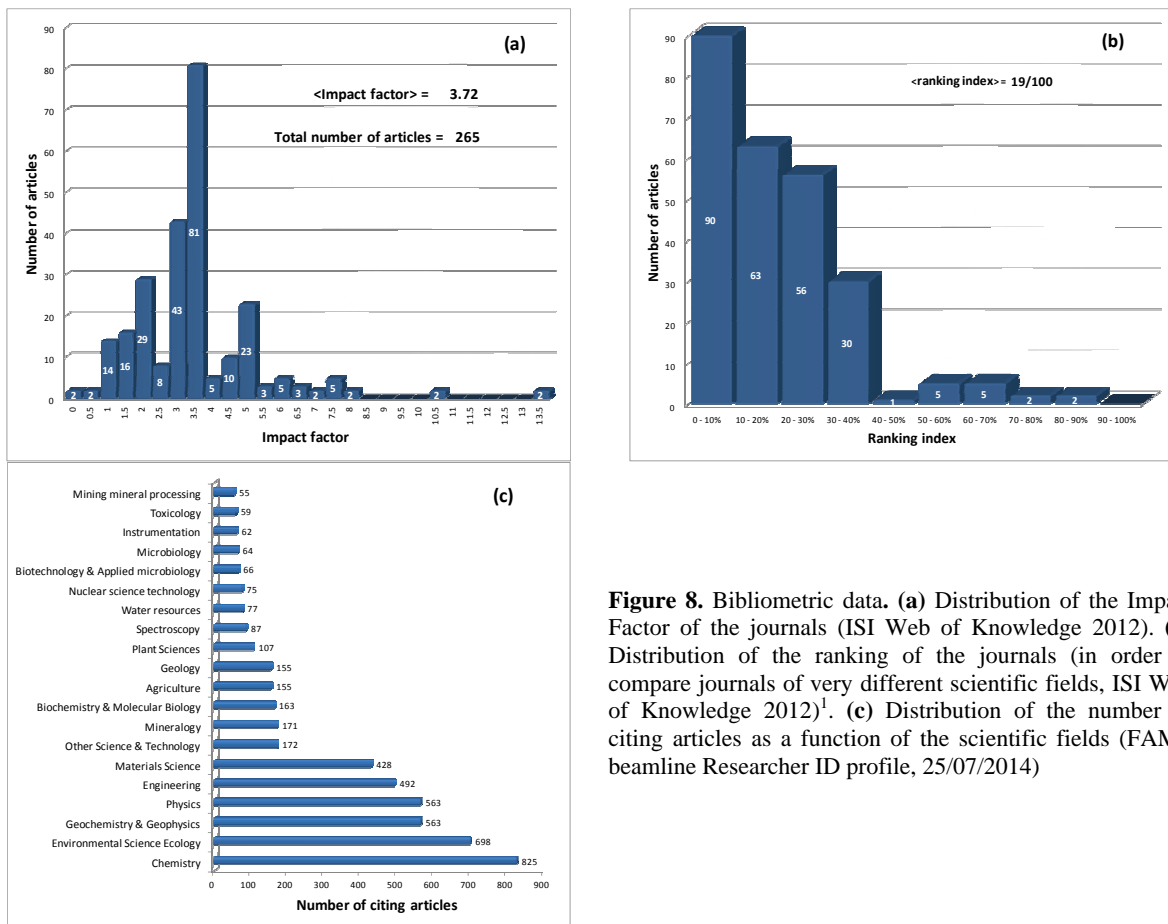 (a)
<Impact factor> = 3.72
Total number of articles = 265
Number of articles
90
80
70
60
50
40
30
20
10
0
2 2 14 16 29 8 43 81 5 10 23 3 5 3 2 5 2 2 2
0 0.5 1 1.5 2 2.5 3 3.5 4 4.5 5 5.5 6 6.5 7 7.5 8 8.5 9 9.5 10 10.5 11 11.5 12 12.5 13 13.5
Impact factor
(b)
<ranking index> = 19/100
Number of articles
90
80
70
60
50
40
30
20
10
0
90 63 56 30 1 5 5 2 2
0 - 10% 10 - 20% 20 - 30% 30 - 40% 40 - 50% 50 - 60% 60 - 70% 70 - 80% 80 - 90% 90 - 100%
Ranking index
(c)
Mining mineral processing 55
Toxicology 59
Instrumentation 62
Microbiology 64
Biotechnology & Applied microbiology 66
Nuclear science technology 75
Water resources 77
Spectroscopy 87
Plant Sciences 107
Geology 155
Agriculture 155
Biochemistry & Molecular Biology 163
Mineralogy 171
Other Science & Technology 172
Materials Science 428
Engineering 492
Physics 563
Geochemistry & Geophysics 563
Environmental Science Ecology 698
Chemistry 825
0 100 200 300 400 500 600 700 800 900
Number of citing articles
Figure 8. Bibliometric data. (a) Distribution of the Impa
Factor of the journals (ISI Web of Knowledge 2012). (
Distribution of the ranking of the journals (in order
compare journals of very different scientific fields, ISI W
of Knowledge 2012)1. (c) Distribution of the number
citing articles as a function of the scientific fields (FAM
beamline Researcher ID profile, 25/07/2014)